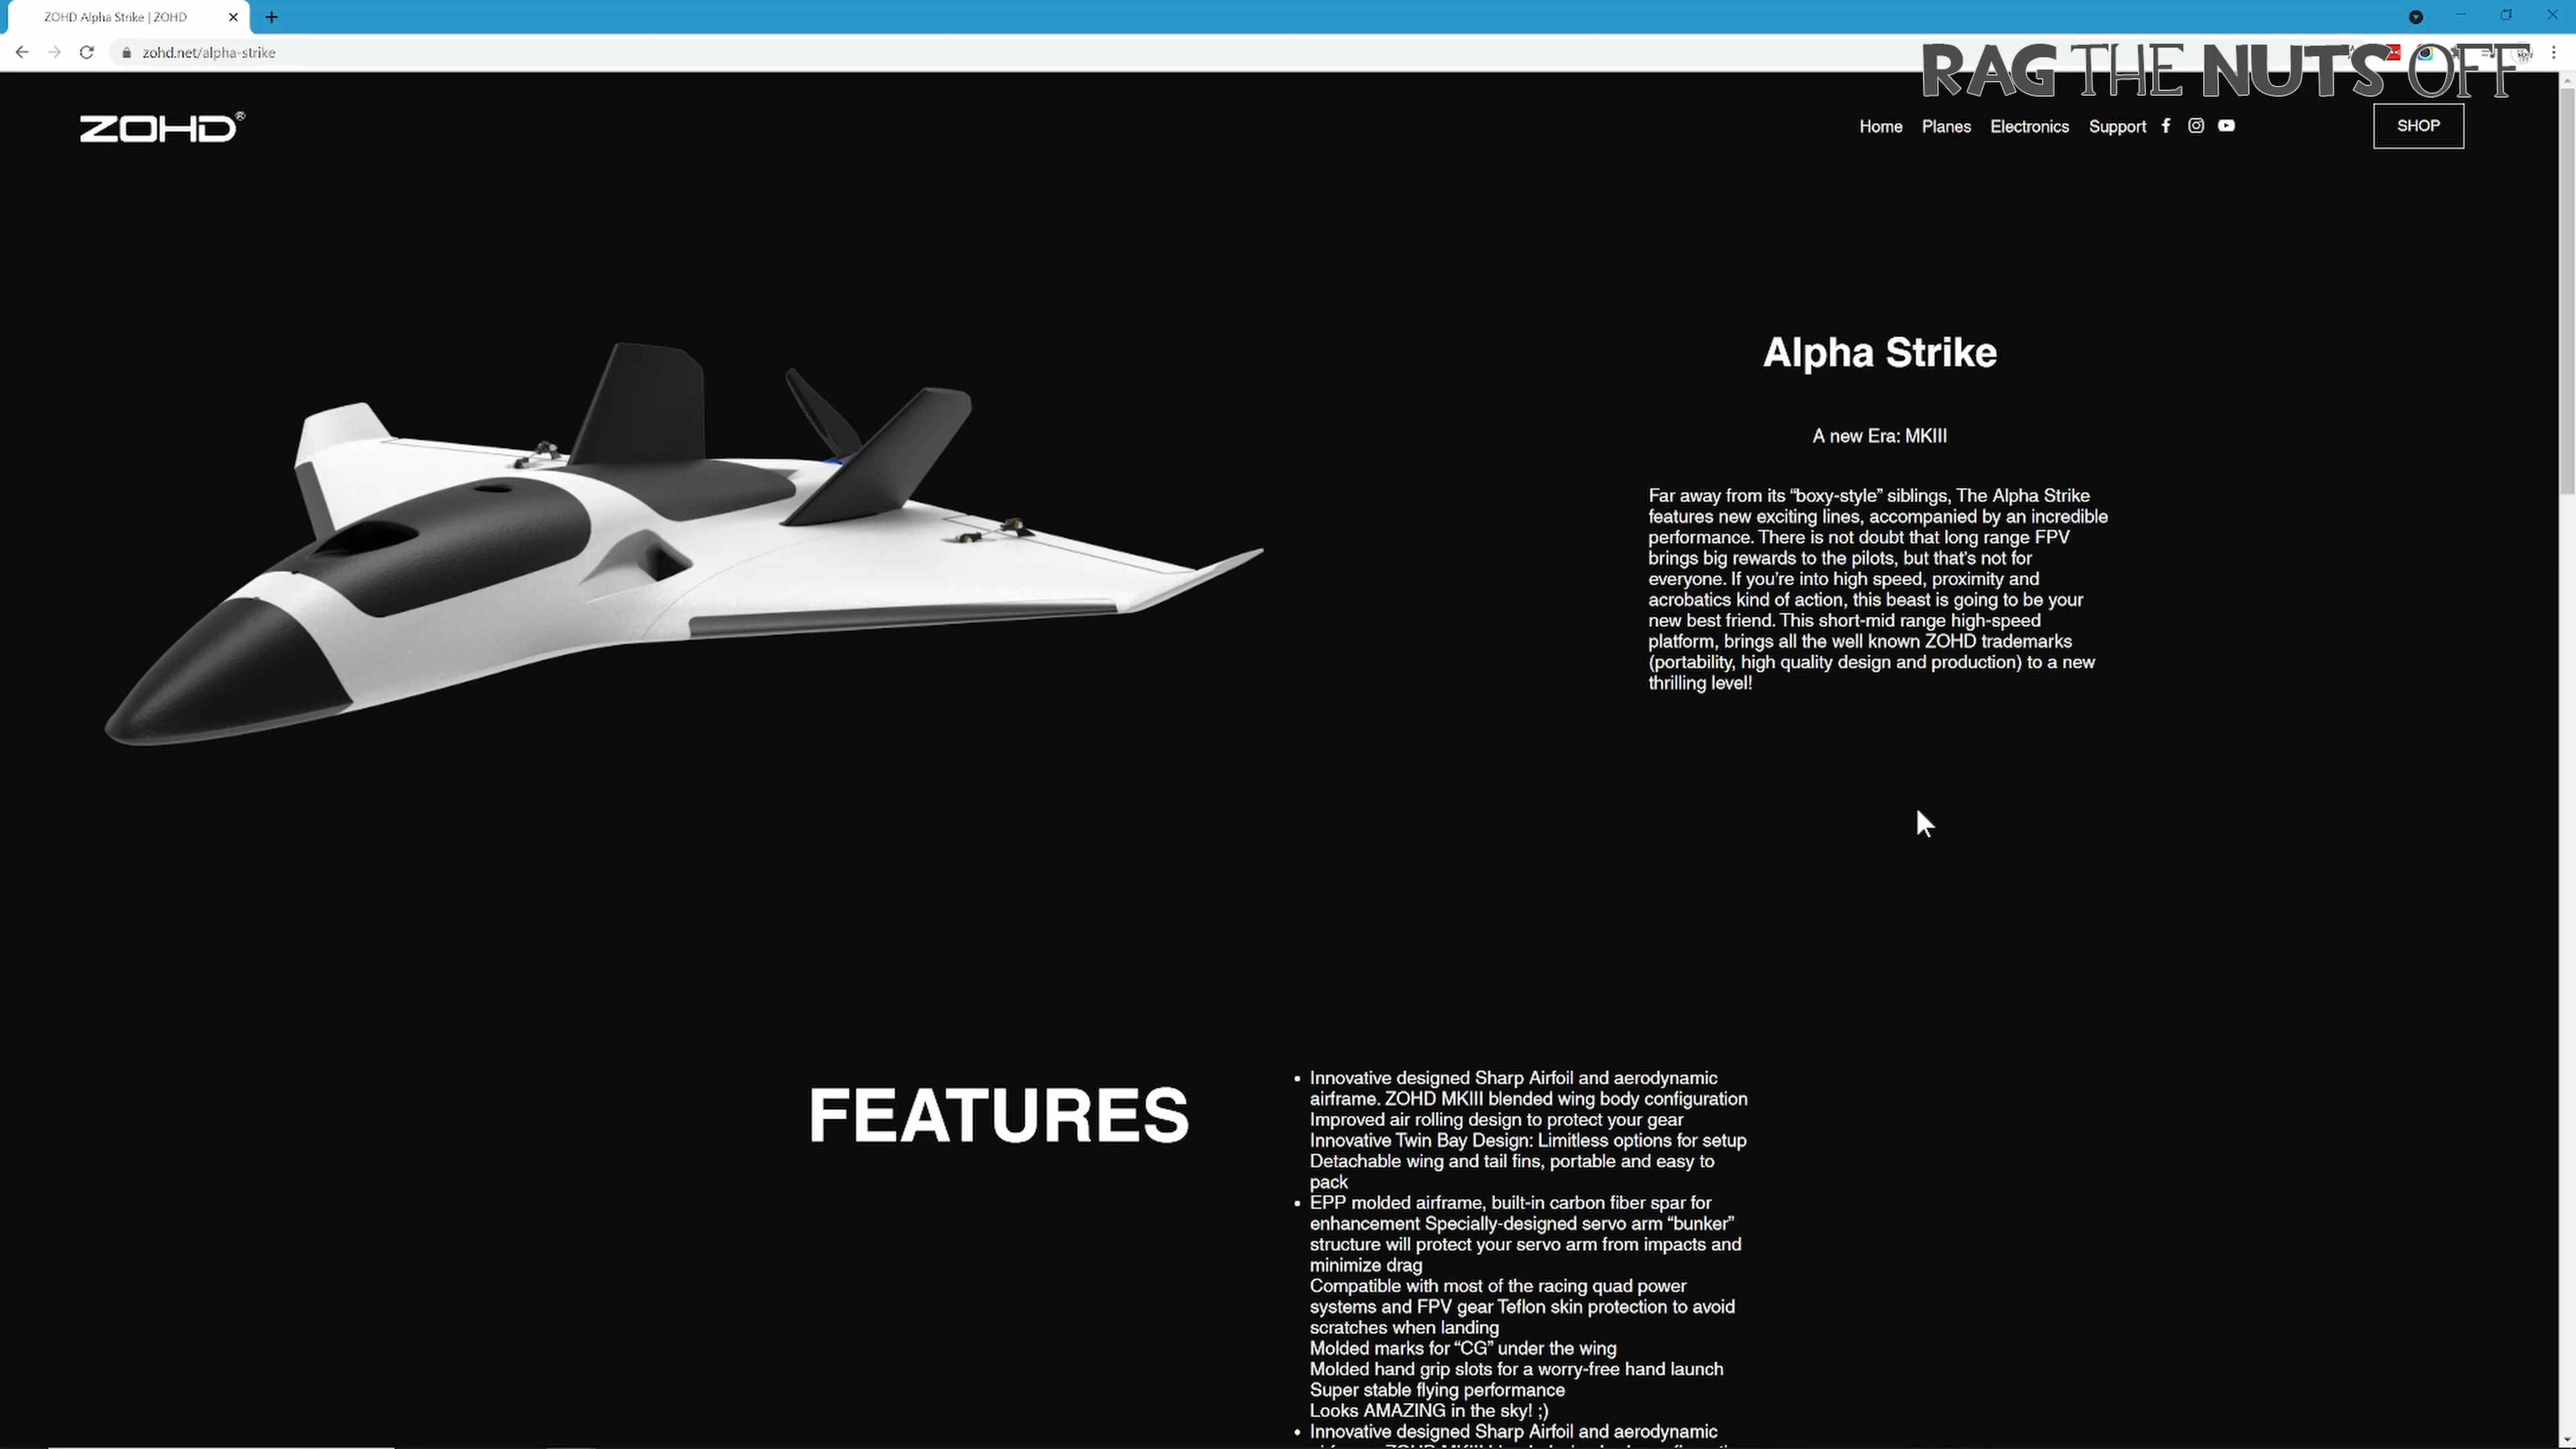 ZOHD Alpha Strike | ZOHD
zohd.net/alpha-strike
RAG THE NUTS OFF
ZOHD®
Home Planes Electronics Support
SHOP
Alpha Strike
A new Era: MKIII
Far away from its “boxy-style” siblings, The Alpha Strike
features new exciting lines, accompanied by an incredible
performance. There is not doubt that long range FPV
brings big rewards to the pilots, but that's not for
everyone. If you're into high speed, proximity and
acrobatics kind of action, this beast is going to be your
new best friend. This short-mid range high-speed
platform, brings all the well known ZOHD trademarks
(portability, high quality design and production) to a new
thrilling level!
FEATURES
Innovative designed Sharp Airfoil and aerodynamic
airframe. ZOHD MKIII blended wing body configuration
Improved air rolling design to protect your gear
Innovative Twin Bay Design: Limitless options for setup
Detachable wing and tail fins, portable and easy to
pack
EPP molded airframe, built-in carbon fiber spar for
enhancement Specially-designed servo arm “bunker”
structure will protect your servo arm from impacts and
minimize drag
Compatible with most of the racing quad power
systems and FPV gear Teflon skin protection to avoid
scratches when landing
Molded marks for “CG” under the wing
Molded hand grip slots for a worry-free hand launch
Super stable flying performance
Looks AMAZING in the sky! ;)
Innovative designed Sharp Airfoil and aerodynamic